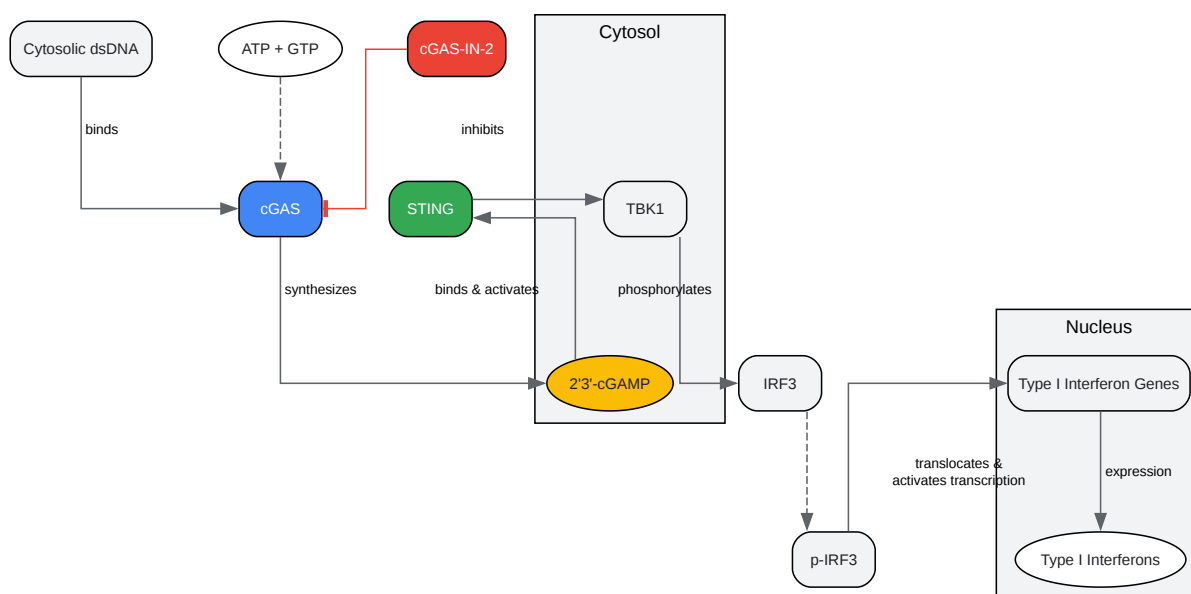 Cytosol
Cytosolic dsDNA
ATP + GTP
cGAS-IN-2
binds
inhibits
cGAS
STING
TBK1
synthesizes
binds & activates
phosphorylates
Nucleus
2'3'-cGAMP
IRF3
Type I Interferon Genes
translocates &
activates transcription
expression
p-IRF3
Type I Interferons